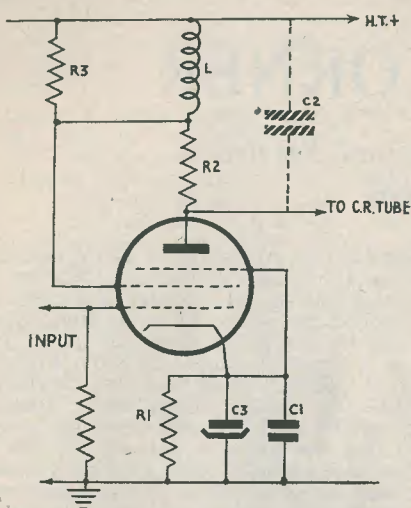 H.T.+
R3
L
C2
R2
TO C.R. TUBE
INPUT
R1
C3
C1